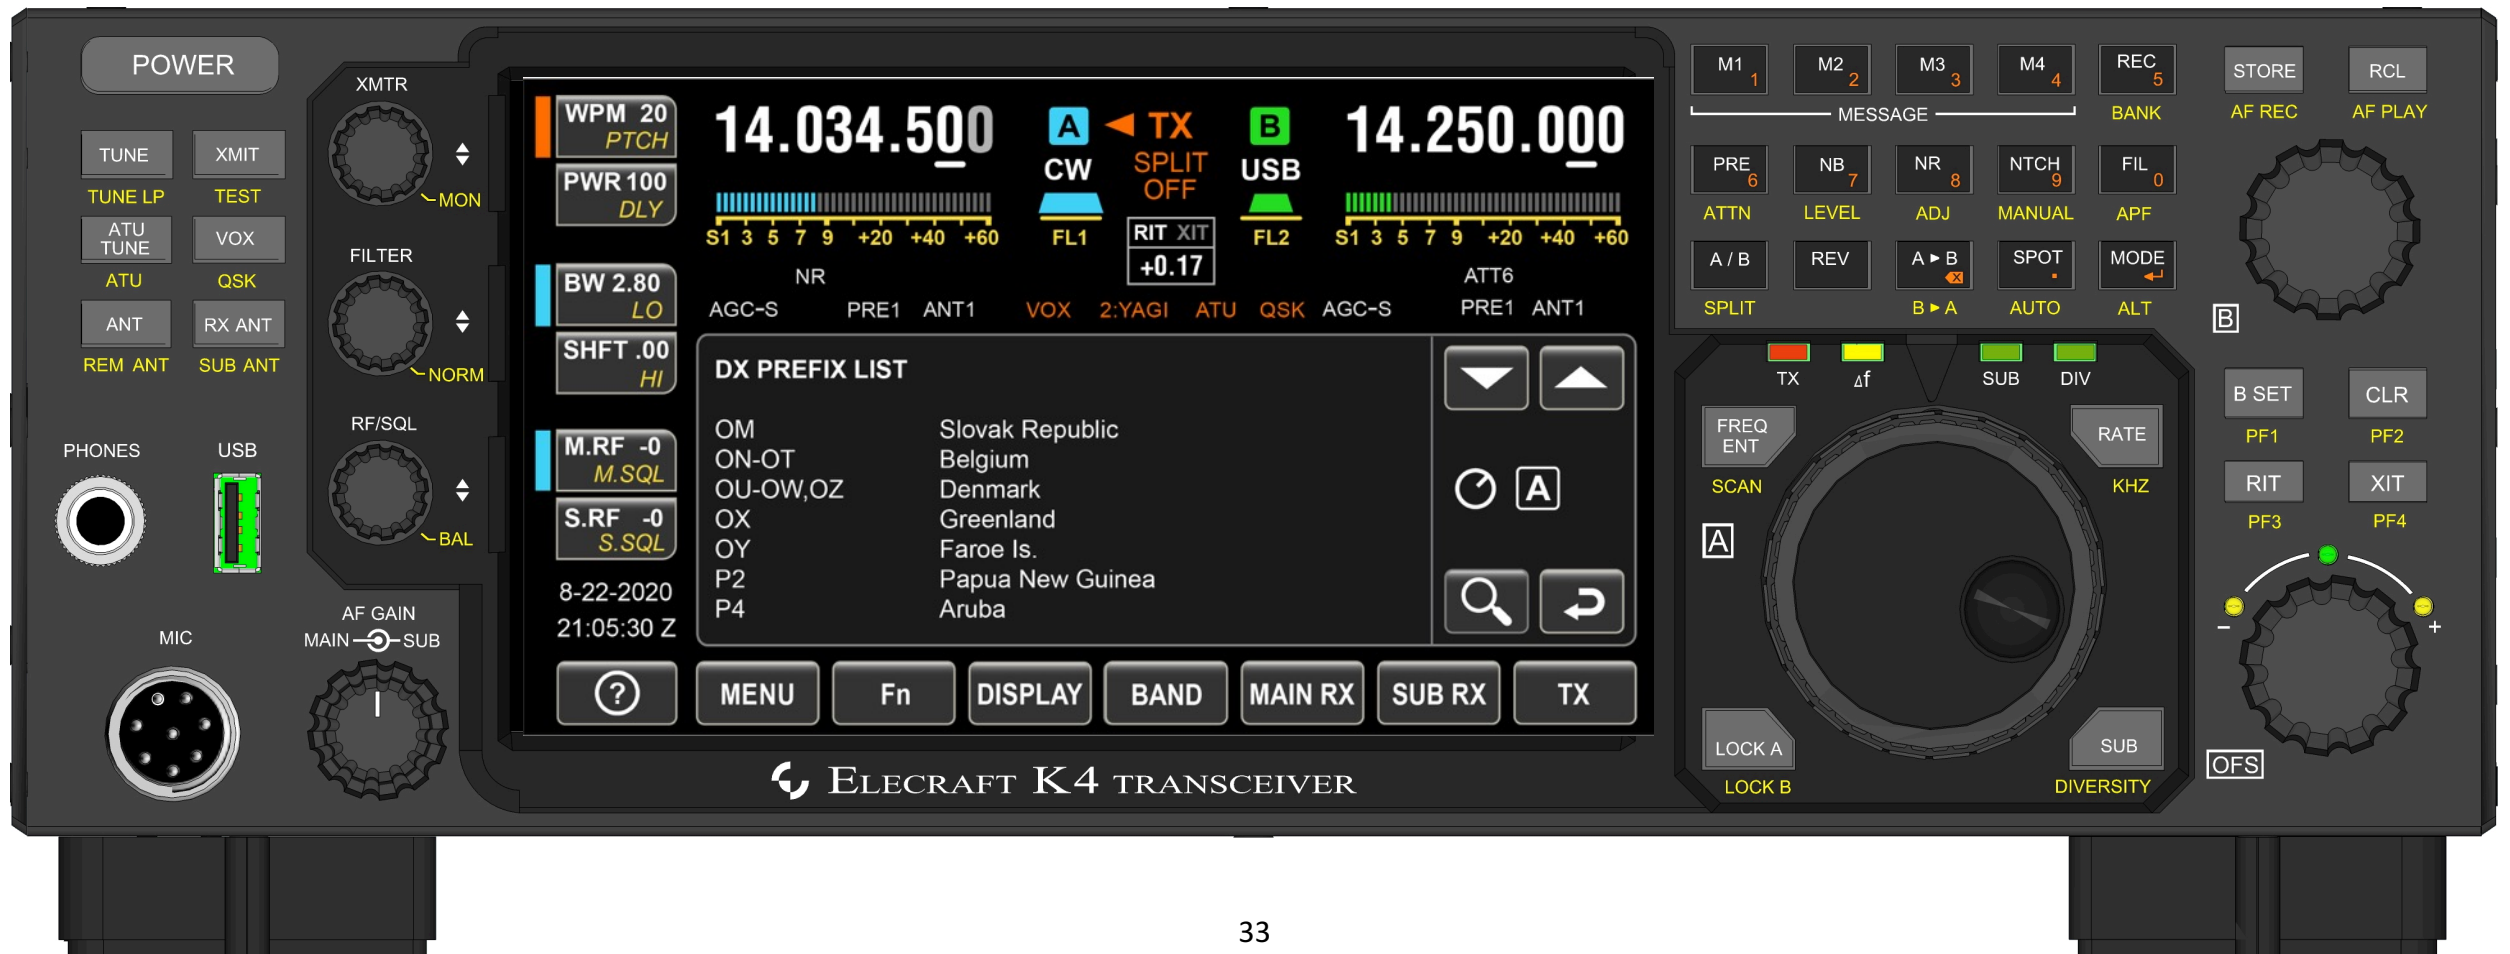 POWER
TUNE XMIT
TUNE LP TEST
ATU TUNE VOX
ATU QSK
ANT RX ANT
REM ANT SUB ANT
PHONES USB
MIC
XMTR
MON
FILTER
NORM
RF/SQL
BAL
AF GAIN
MAIN SUB
WPM 20
PTCH
PWR 100
DLY
BW 2.80
LO
SHFT .00
HI
M.RF -0
M.SQL
S.RF -0
S.SQL
8-22-2020
21:05:30 Z
14.034.500 A TX B 14.250.000
CW SPLIT OFF USB
S1 3 5 7 9 +20 +40 +60 FL1 RIT XIT FL2 S1 3 5 7 9 +20 +40 +60
+0.17
NR ATT6
AGC-S PRE1 ANT1 VOX 2:YAGI ATU QSK AGC-S PRE1 ANT1
DX PREFIX LIST
OM Slovak Republic
ON-OT Belgium
OU-OW,OZ Denmark
OX Greenland
OY Faroe Is.
P2 Papua New Guinea
P4 Aruba
A
? MENU Fn DISPLAY BAND MAIN RX SUB RX TX
ELECRAFT K4 TRANSCEIVER
M1 1 M2 2 M3 3 M4 4 REC 5
MESSAGE BANK
PRE 6 NB 7 NR 8 NTCH 9 FIL 0
ATTN LEVEL ADJ MANUAL APF
A / B REV A ► B SPOT . MODE
SPLIT B ► A AUTO ALT
TX Δf SUB DIV
FREQ ENT RATE
SCAN KHZ
A
LOCK A SUB
LOCK B DIVERSITY
STORE RCL
AF REC AF PLAY
B
B SET CLR
PF1 PF2
RIT XIT
PF3 PF4
- +
OFS
33